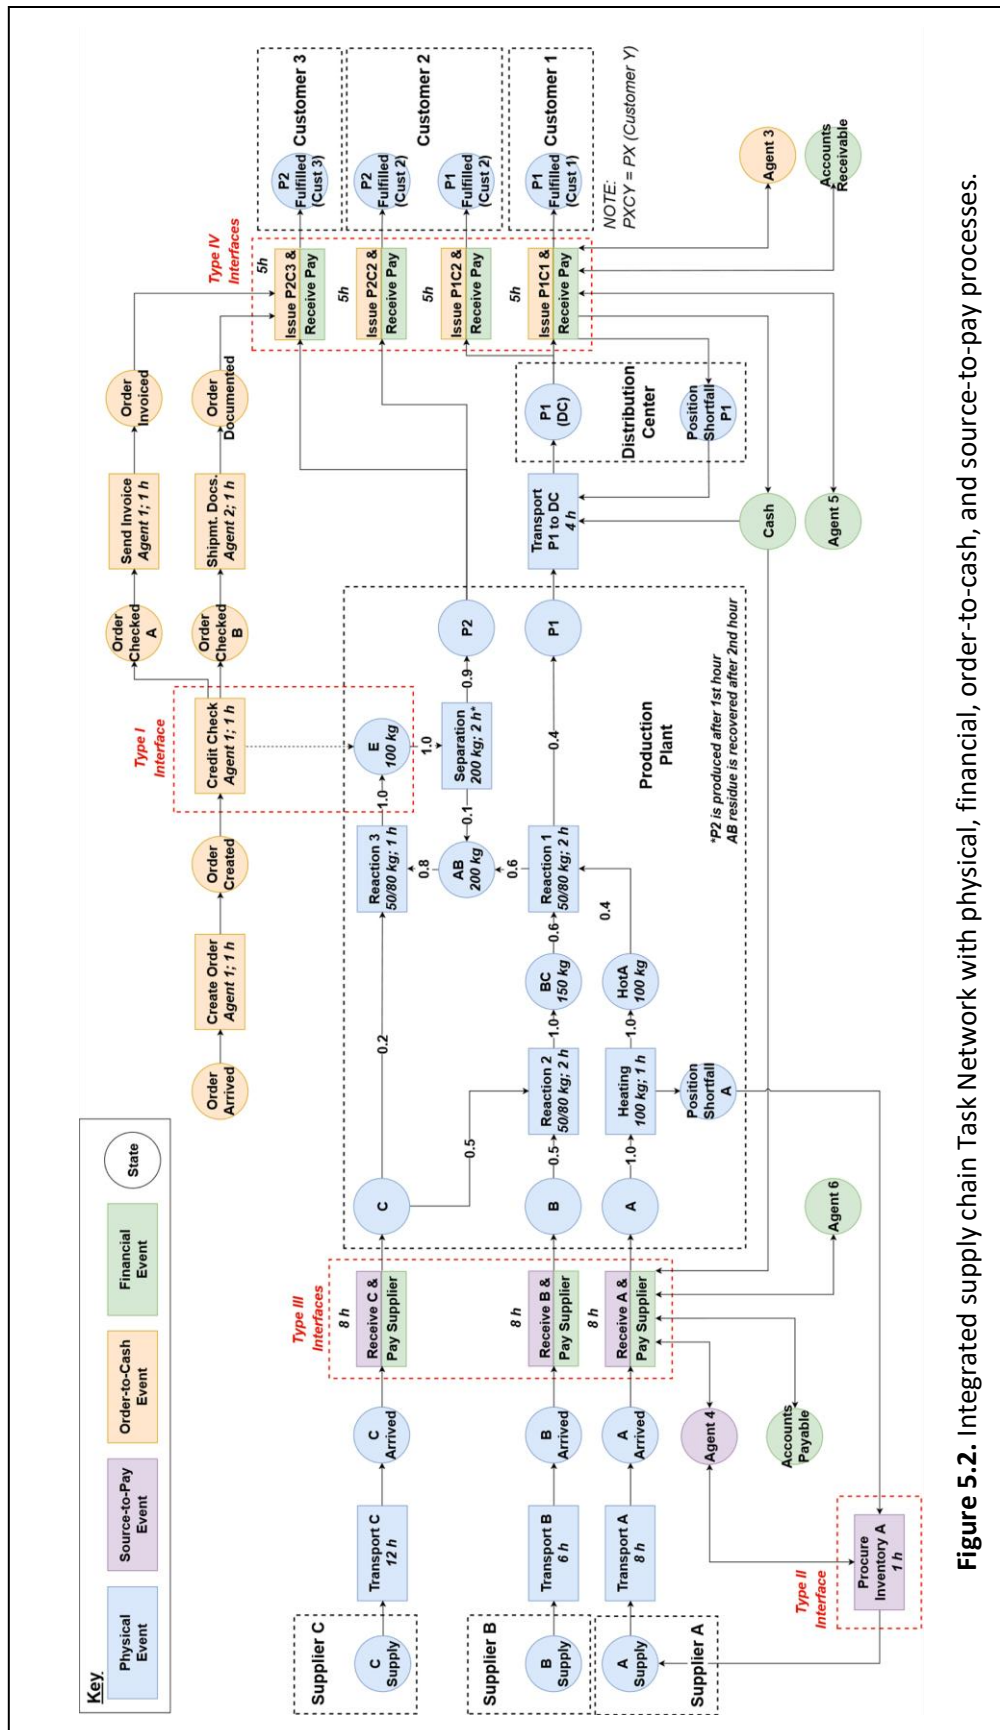 Key
Physical
Event
Source-to-Pay
Event
Order-to-Cash
Event
Financial
Event
State
Order
Arrived
Create Order
Agent 1; 1 h
Order
Created
Type I
Interface
Credit Check
Agent 1; 1 h
Order
Checked
A
Send Invoice
Agent 1; 1 h
Order
Invoiced
Order
Checked
B
Shipmt. Docs.
Agent 2; 1 h
Order
Documented
Type IV
Interfaces
Supplier C
C
Supply
Transport C
12 h
C
Arrived
Type III
Interfaces
8 h
Receive C &
Pay Supplier
C
0.2
0.5
Reaction 3
50/80 kg; 1 h
1.0
E
100 kg
1.0
0.8
AB
200 kg
0.1
Separation
200 kg; 2 h*
0.9
P2
0.6
5h
Issue P2C3 &
Receive Pay
P2
Fulfilled
(Cust 3)
Customer 3
5h
Issue P2C2 &
Receive Pay
P2
Fulfilled
(Cust 2)
Customer 2
5h
Issue P1C2 &
Receive Pay
P1
Fulfilled
(Cust 2)
5h
Issue P1C1 &
Receive Pay
P1
Fulfilled
(Cust 1)
Customer 1
Supplier B
B
Supply
Transport B
6 h
B
Arrived
8 h
Receive B &
Pay Supplier
B
0.5
Reaction 2
50/80 kg; 2 h
1.0
BC
150 kg
0.6
Reaction 1
50/80 kg; 2 h
0.4
P1
Transport
P1 to DC
4 h
P1
(DC)
Distribution
Center
Position
Shortfall
P1
Supplier A
A
Supply
Transport A
8 h
A
Arrived
8 h
Receive A &
Pay Supplier
A
1.0
Heating
100 kg; 1 h
1.0
HotA
100 kg
0.4
Position
Shortfall
A
Production
Plant
*P2 is produced after 1st hour
AB residue is recovered after 2nd hour
NOTE:
PXCY = PX (Customer Y)
Agent 4
Agent 6
Cash
Agent 3
Accounts
Payable
Agent 5
Accounts
Receivable
Type II
Interface
Procure
Inventory A
1 h
Figure 5.2. Integrated supply chain Task Network with physical, financial, order-to-cash, and source-to-pay processes.